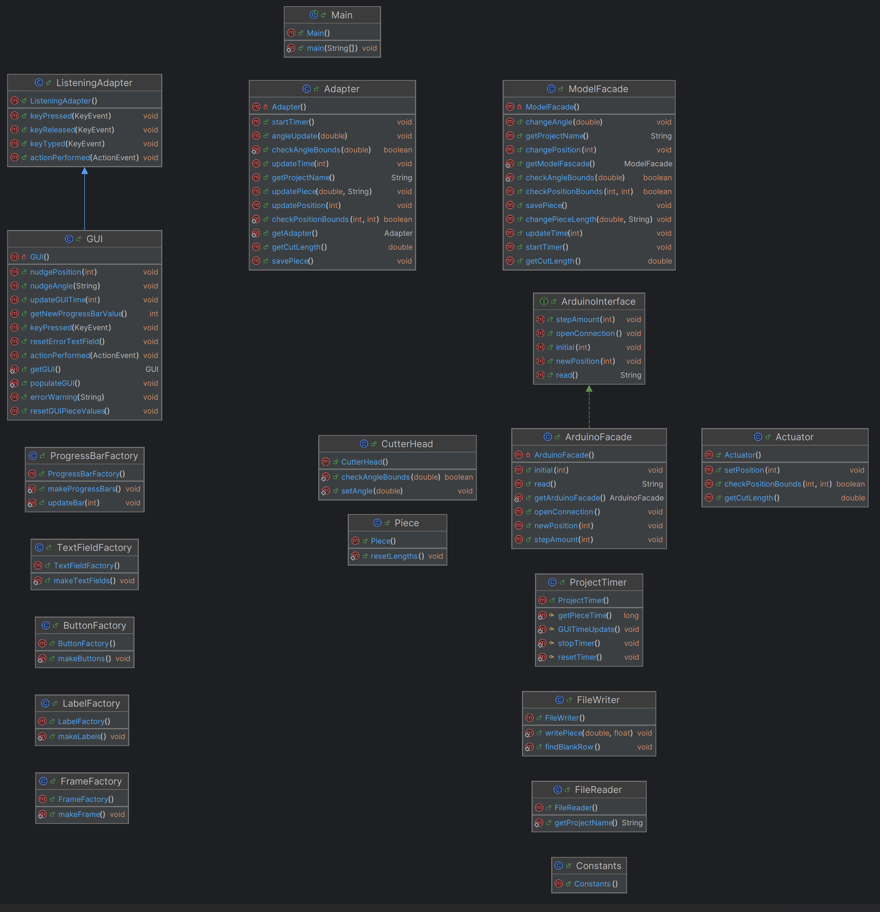 Main
Main()
main(String[]) void
ListeningAdapter
ListeningAdapter()
keyPressed(KeyEvent) void
keyReleased(KeyEvent) void
keyTyped(KeyEvent) void
actionPerformed(ActionEvent) void
Adapter
Adapter()
startTimer() void
angleUpdate(double) void
checkAngleBounds(double) boolean
updateTime(int) void
getProjectName() String
updatePiece(double, String) void
updatePosition(int) void
checkPositionBounds(int, int) boolean
getAdapter() Adapter
getCutLength() double
savePiece() void
ModelFacade
ModelFacade()
changeAngle(double) void
getProjectName() String
changePosition(int) void
getModelFascade() ModelFacade
checkAngleBounds(double) boolean
checkPositionBounds(int, int) boolean
savePiece() void
changePieceLength(double, String) void
updateTime(int) void
startTimer() void
getCutLength() double
GUI
GUI()
nudgePosition(int) void
nudgeAngle(String) void
updateGUITime(int) void
getNewProgressBarValue() int
keyPressed(KeyEvent) void
resetErrorTextField() void
actionPerformed(ActionEvent) void
getGUI() GUI
populateGUI() void
errorWarning(String) void
resetGUIPieceValues() void
ArduinoInterface
stepAmount(int) void
openConnection() void
initial(int) void
newPosition(int) void
read() String
ProgressBarFactory
ProgressBarFactory()
makeProgressBars() void
updateBar(int) void
CutterHead
CutterHead()
checkAngleBounds(double) boolean
setAngle(double) void
ArduinoFacade
ArduinoFacade()
initial(int) void
read() String
getArduinoFacade() ArduinoFacade
openConnection() void
newPosition(int) void
stepAmount(int) void
Actuator
Actuator()
setPosition(int) void
checkPositionBounds(int, int) boolean
getCutLength() double
Piece
Piece()
resetLengths() void
TextFieldFactory
TextFieldFactory()
makeTextFields() void
ProjectTimer
ProjectTimer()
getPieceTime() long
GUITimeUpdate() void
stopTimer() void
resetTimer() void
ButtonFactory
ButtonFactory()
makeButtons() void
LabelFactory
LabelFactory()
makeLabels() void
FileWriter
FileWriter()
writePiece(double, float) void
findBlankRow() void
FrameFactory
FrameFactory()
makeFrame() void
FileReader
FileReader()
getProjectName() String
Constants
Constants()